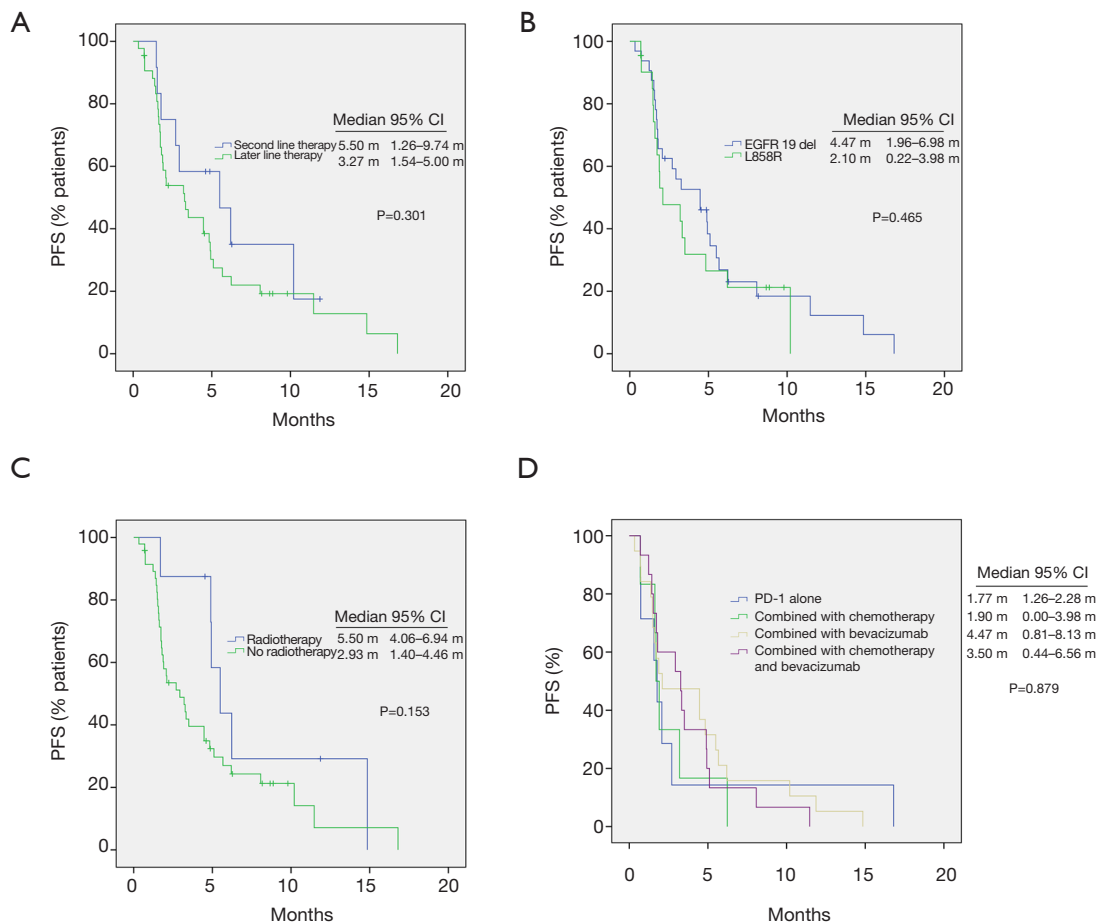 A
100
80
60
40
20
0
PFS (% patients)
Median 95% CI
Second line therapy 5.50 m 1.26–9.74 m
Later line therapy 3.27 m 1.54–5.00 m
P=0.301
0 5 10 15 20
Months
B
100
80
60
40
20
0
PFS (% patients)
Median 95% CI
EGFR 19 del 4.47 m 1.96–6.98 m
L858R 2.10 m 0.22–3.98 m
P=0.465
0 5 10 15 20
Months
C
100
80
60
40
20
0
PFS (% patients)
Median 95% CI
Radiotherapy 5.50 m 4.06–6.94 m
No radiotherapy 2.93 m 1.40–4.46 m
P=0.153
0 5 10 15 20
Months
D
100
80
60
40
20
0
PFS (%)
Median 95% CI
PD-1 alone 1.77 m 1.26–2.28 m
Combined with chemotherapy 1.90 m 0.00–3.98 m
Combined with bevacizumab 4.47 m 0.81–8.13 m
Combined with chemotherapy 3.50 m 0.44–6.56 m
and bevacizumab
P=0.879
0 5 10 15 20
Months